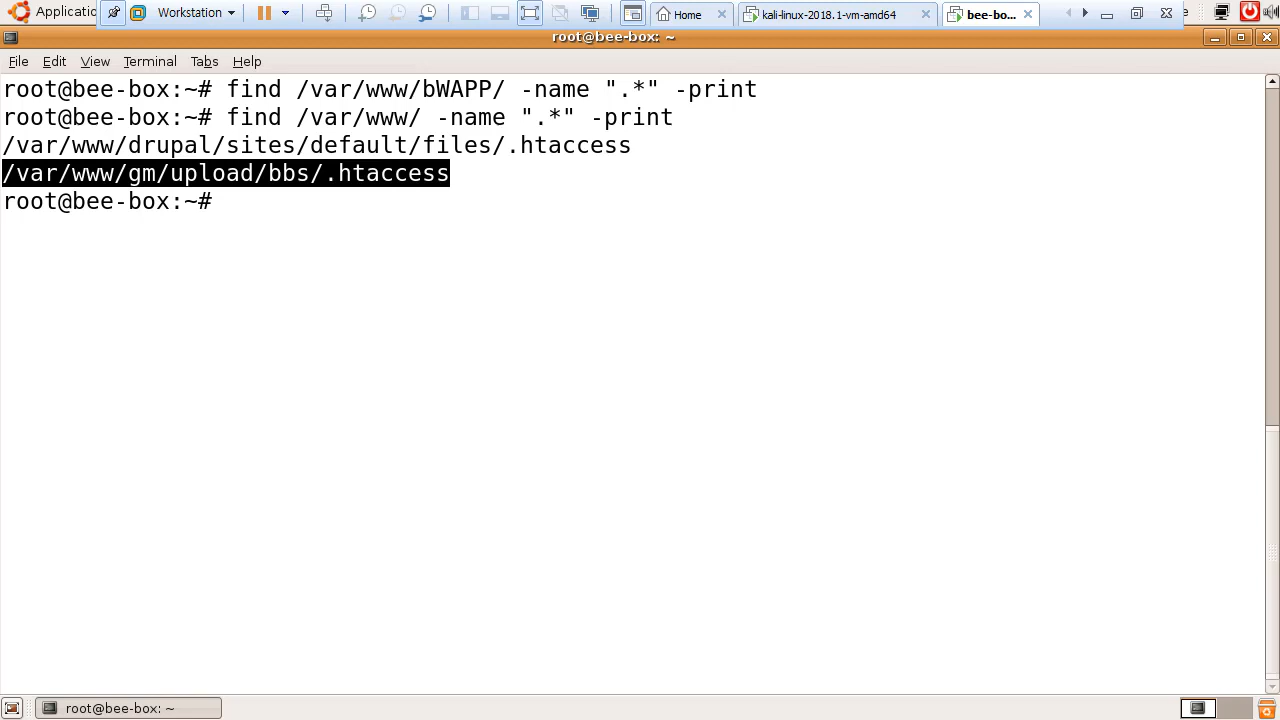 Applicatio
Workstation
Home
kali-linux-2018.1-vm-amd64
bee-bo...
root@bee-box: ~
File Edit View Terminal Tabs Help
root@bee-box:~# find /var/www/bWAPP/ -name ".*" -print
root@bee-box:~# find /var/www/ -name ".*" -print
/var/www/drupal/sites/default/files/.htaccess
/var/www/gm/upload/bbs/.htaccess
root@bee-box:~#
root@bee-box: ~